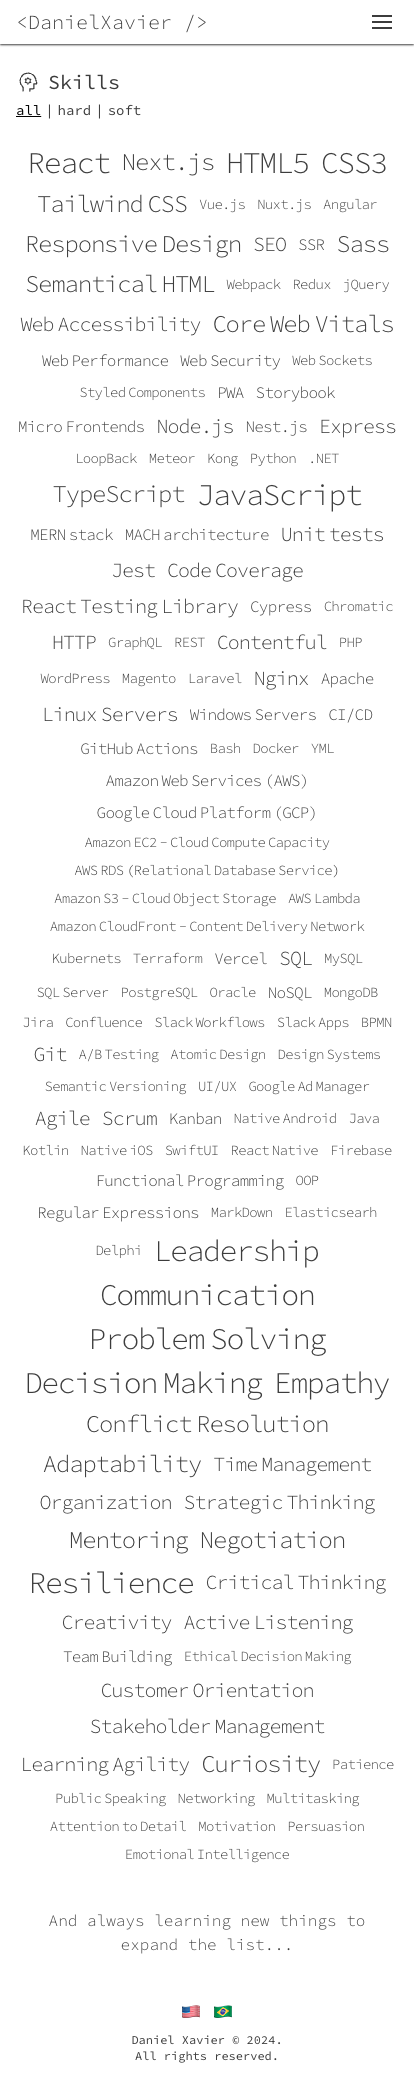 <DanielXavier />
Skills
all | hard | soft
React Next.js HTML5 CSS3
Tailwind CSS Vue.js Nuxt.js Angular
Responsive Design SEO SSR Sass
Semantical HTML Webpack Redux jQuery
Web Accessibility Core Web Vitals
Web Performance Web Security Web Sockets
Styled Components PWA Storybook
Micro Frontends Node.js Nest.js Express
LoopBack Meteor Kong Python .NET
TypeScript JavaScript
MERN stack MACH architecture Unit tests
Jest Code Coverage
React Testing Library Cypress Chromatic
HTTP GraphQL REST Contentful PHP
WordPress Magento Laravel Nginx Apache
Linux Servers Windows Servers CI/CD
GitHub Actions Bash Docker YML
Amazon Web Services (AWS)
Google Cloud Platform (GCP)
Amazon EC2 - Cloud Compute Capacity
AWS RDS (Relational Database Service)
Amazon S3 - Cloud Object Storage AWS Lambda
Amazon CloudFront - Content Delivery Network
Kubernets Terraform Vercel SQL MySQL
SQL Server PostgreSQL Oracle NoSQL MongoDB
Jira Confluence Slack Workflows Slack Apps BPMN
Git A/B Testing Atomic Design Design Systems
Semantic Versioning UI/UX Google Ad Manager
Agile Scrum Kanban Native Android Java
Kotlin Native iOS SwiftUI React Native Firebase
Functional Programming OOP
Regular Expressions MarkDown Elasticsearh
Delphi Leadership
Communication
Problem Solving
Decision Making Empathy
Conflict Resolution
Adaptability Time Management
Organization Strategic Thinking
Mentoring Negotiation
Resilience Critical Thinking
Creativity Active Listening
Team Building Ethical Decision Making
Customer Orientation
Stakeholder Management
Learning Agility Curiosity Patience
Public Speaking Networking Multitasking
Attention to Detail Motivation Persuasion
Emotional Intelligence
And always learning new things to
expand the list...
Daniel Xavier © 2024.
All rights reserved.